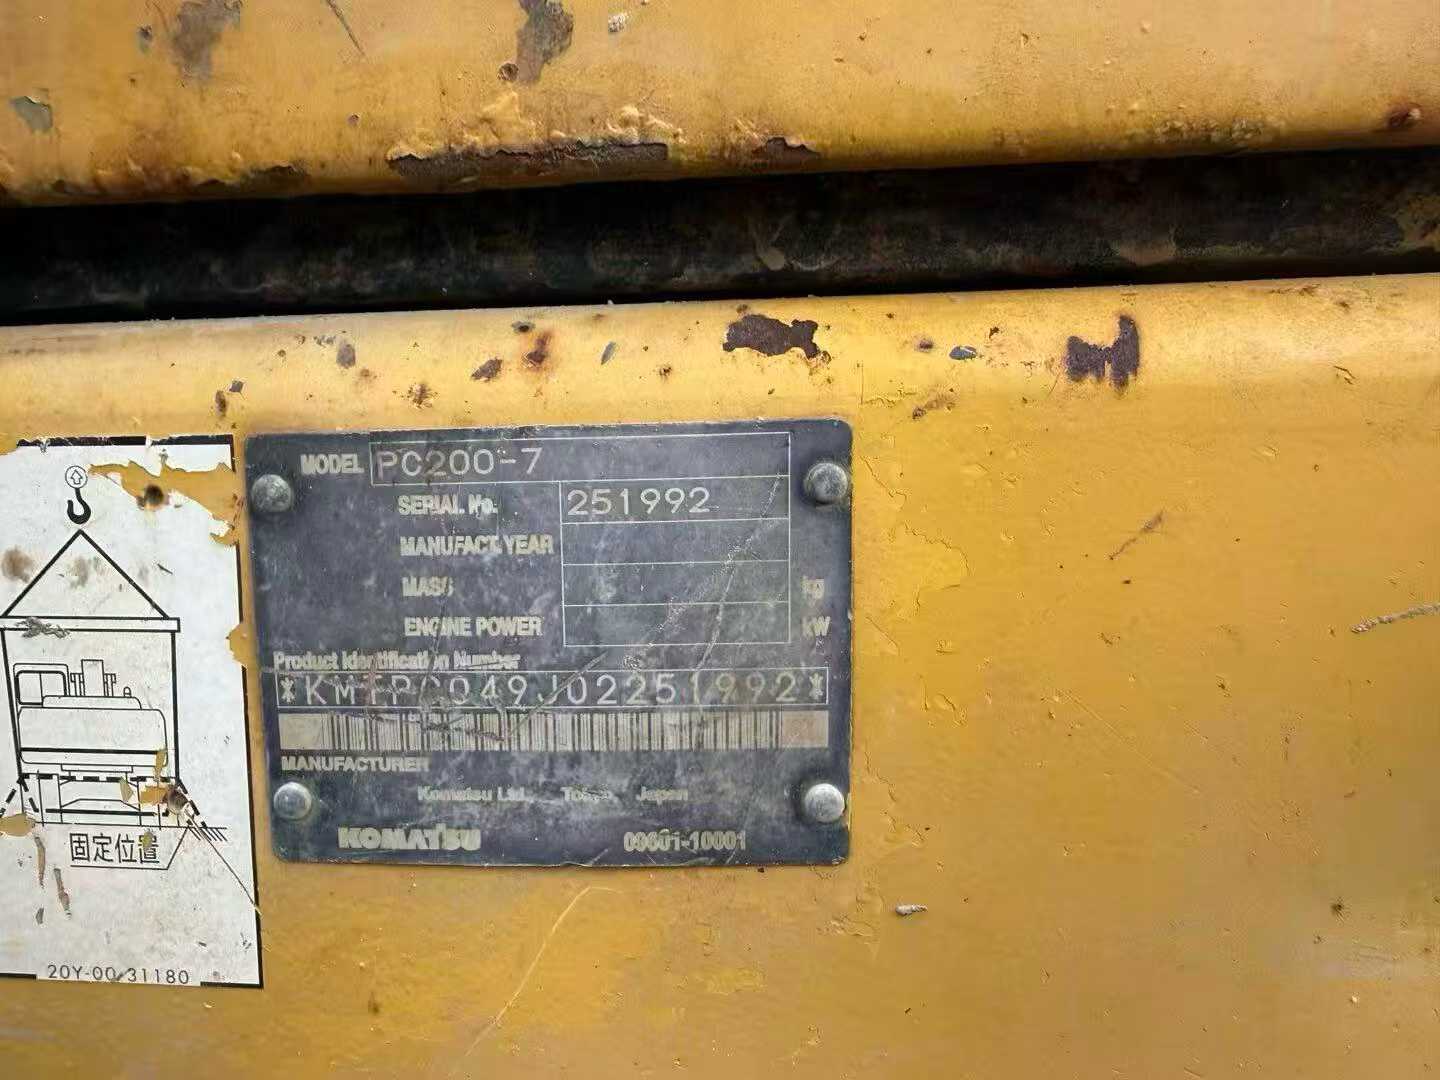 MODEL PC200-7
SERIAL No. 251992
MANUFACT. YEAR
MASS kg
ENGINE POWER kW
Product Identification Number
*KMTPC049J02251992*
MANUFACTURER
Komatsu Ltd. Tokyo, Japan
KOMATSU 09601-10001
固定位置
20Y-00-31180